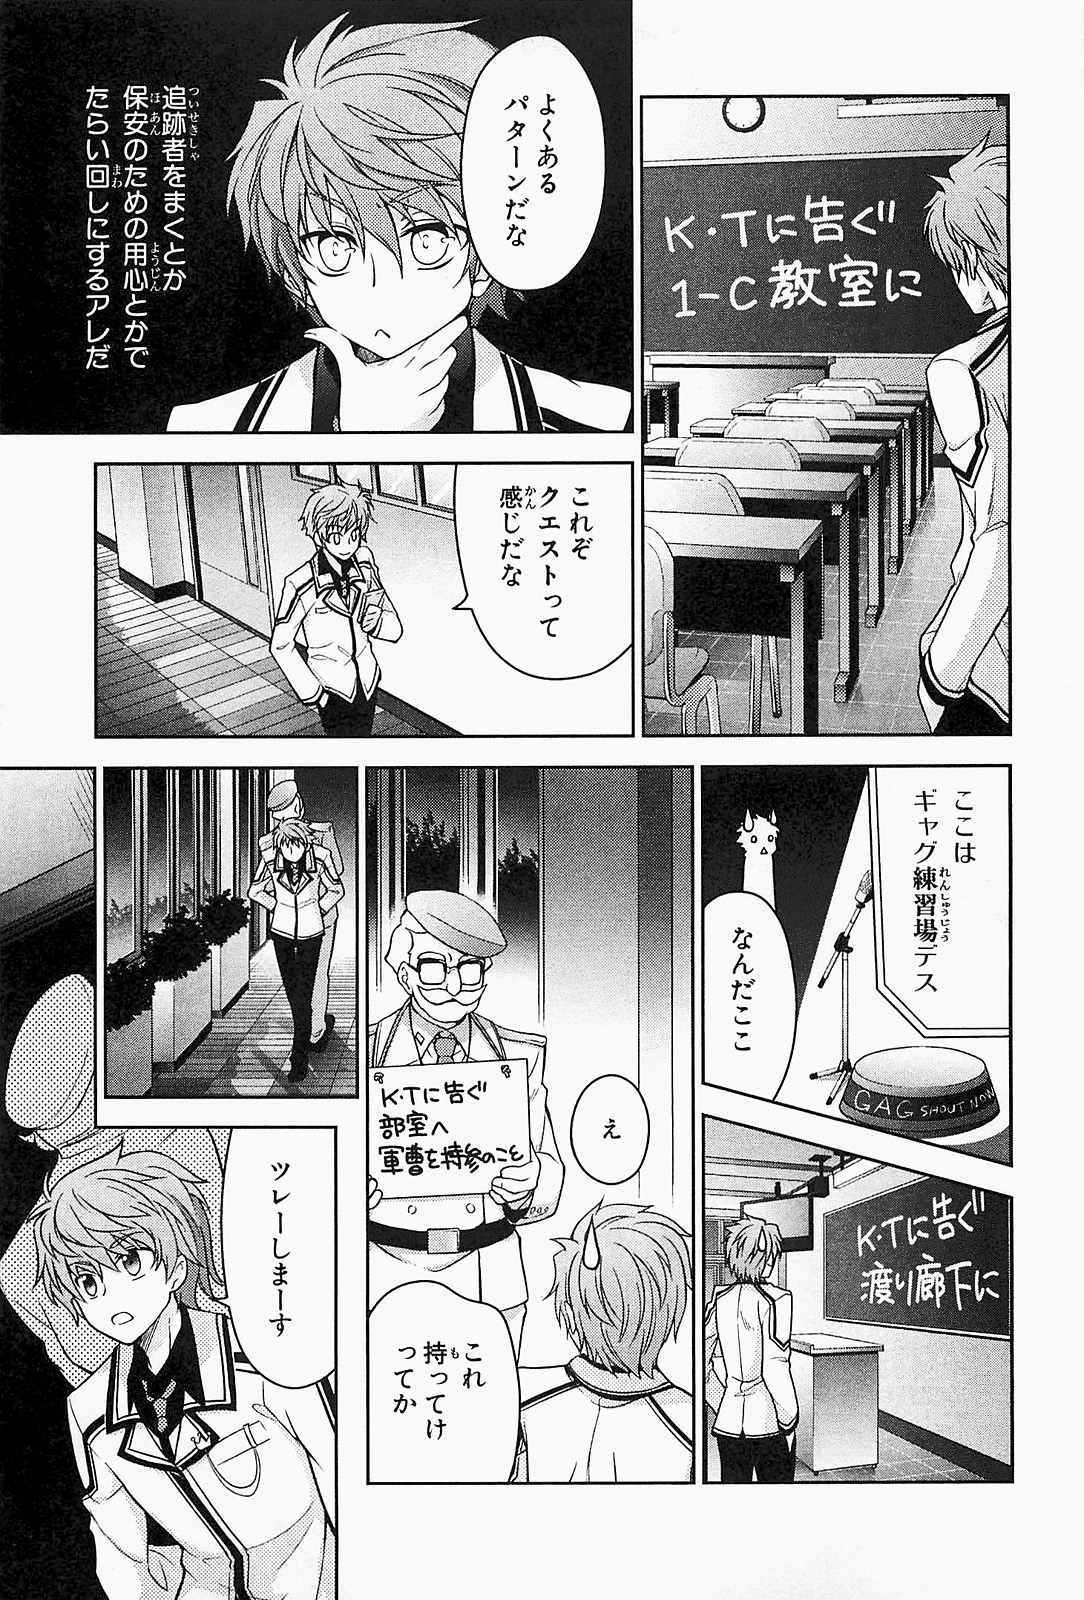 K・Tに告ぐ
1-C教室に
よくある
パターンだな
追跡者をまくとか
保安のための用心とかで
たらい回しにするアレだ
これぞ
クエストって
感じだな
ここは
ギャグ練習場デス
GAG SHOUT NOW
なんだここ
K・Tに告ぐ
渡り廊下に
K・Tに告ぐ
部室へ
軍曹を持参のこと
え
これ
持ってけ
ってか
ツレーしまーす